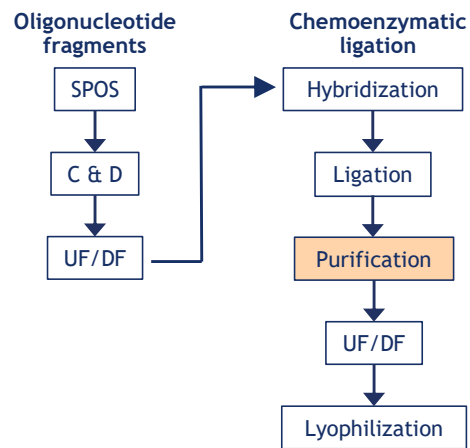 Oligonucleotide
fragments
SPOS
C & D
UF/DF
Chemoenzymatic
ligation
Hybridization
Ligation
Purification
UF/DF
Lyophilization